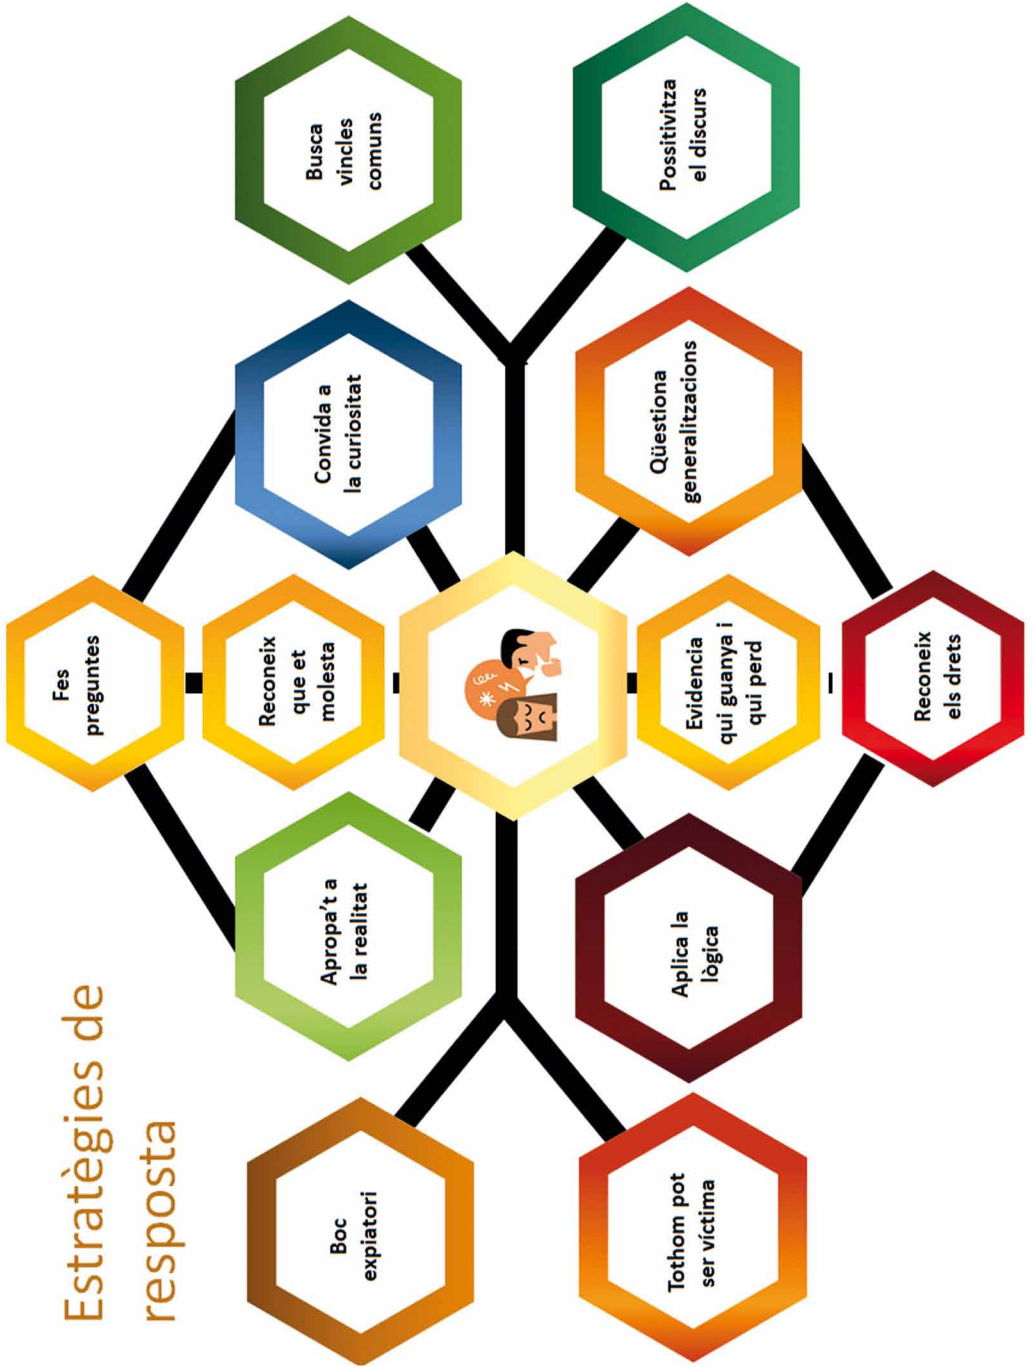 Estratègies de
resposta
Fes
preguntes
Boc
expiatori
Apropa't a
la realitat
Reconeix
que et
molesta
Convida a
la curiositat
Busca
vincles
comuns
Tothom pot
ser víctima
Aplica la
lògica
Evidencia
qui guanya i
qui perd
Qüestiona
generalitzacions
Possitivitza
el discurs
Reconeix
els drets